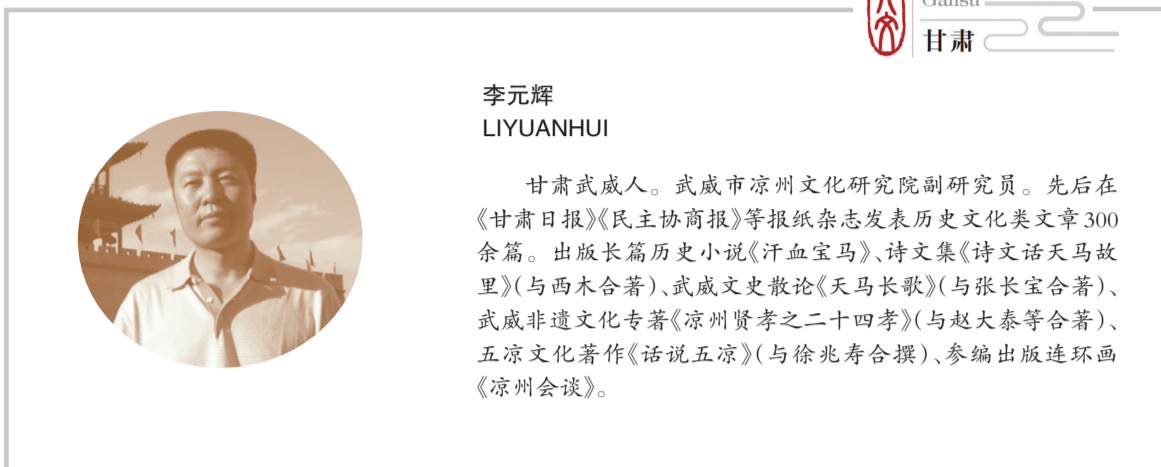 Gansu
人文
甘肃
李元辉
LIYUANHUI
甘肃武威人。武威市凉州文化研究院副研究员。先后在
《甘肃日报》《民主协商报》等报纸杂志发表历史文化类文章300
余篇。出版长篇历史小说《汗血宝马》、诗文集《诗文话天马故
里》(与西木合著)、武威文史散论《天马长歌》(与张长宝合著)、
武威非遗文化专著《凉州贤孝之二十四孝》(与赵大泰等合著)、
五凉文化著作《话说五凉》(与徐兆寿合撰)、参编出版连环画
《凉州会谈》。